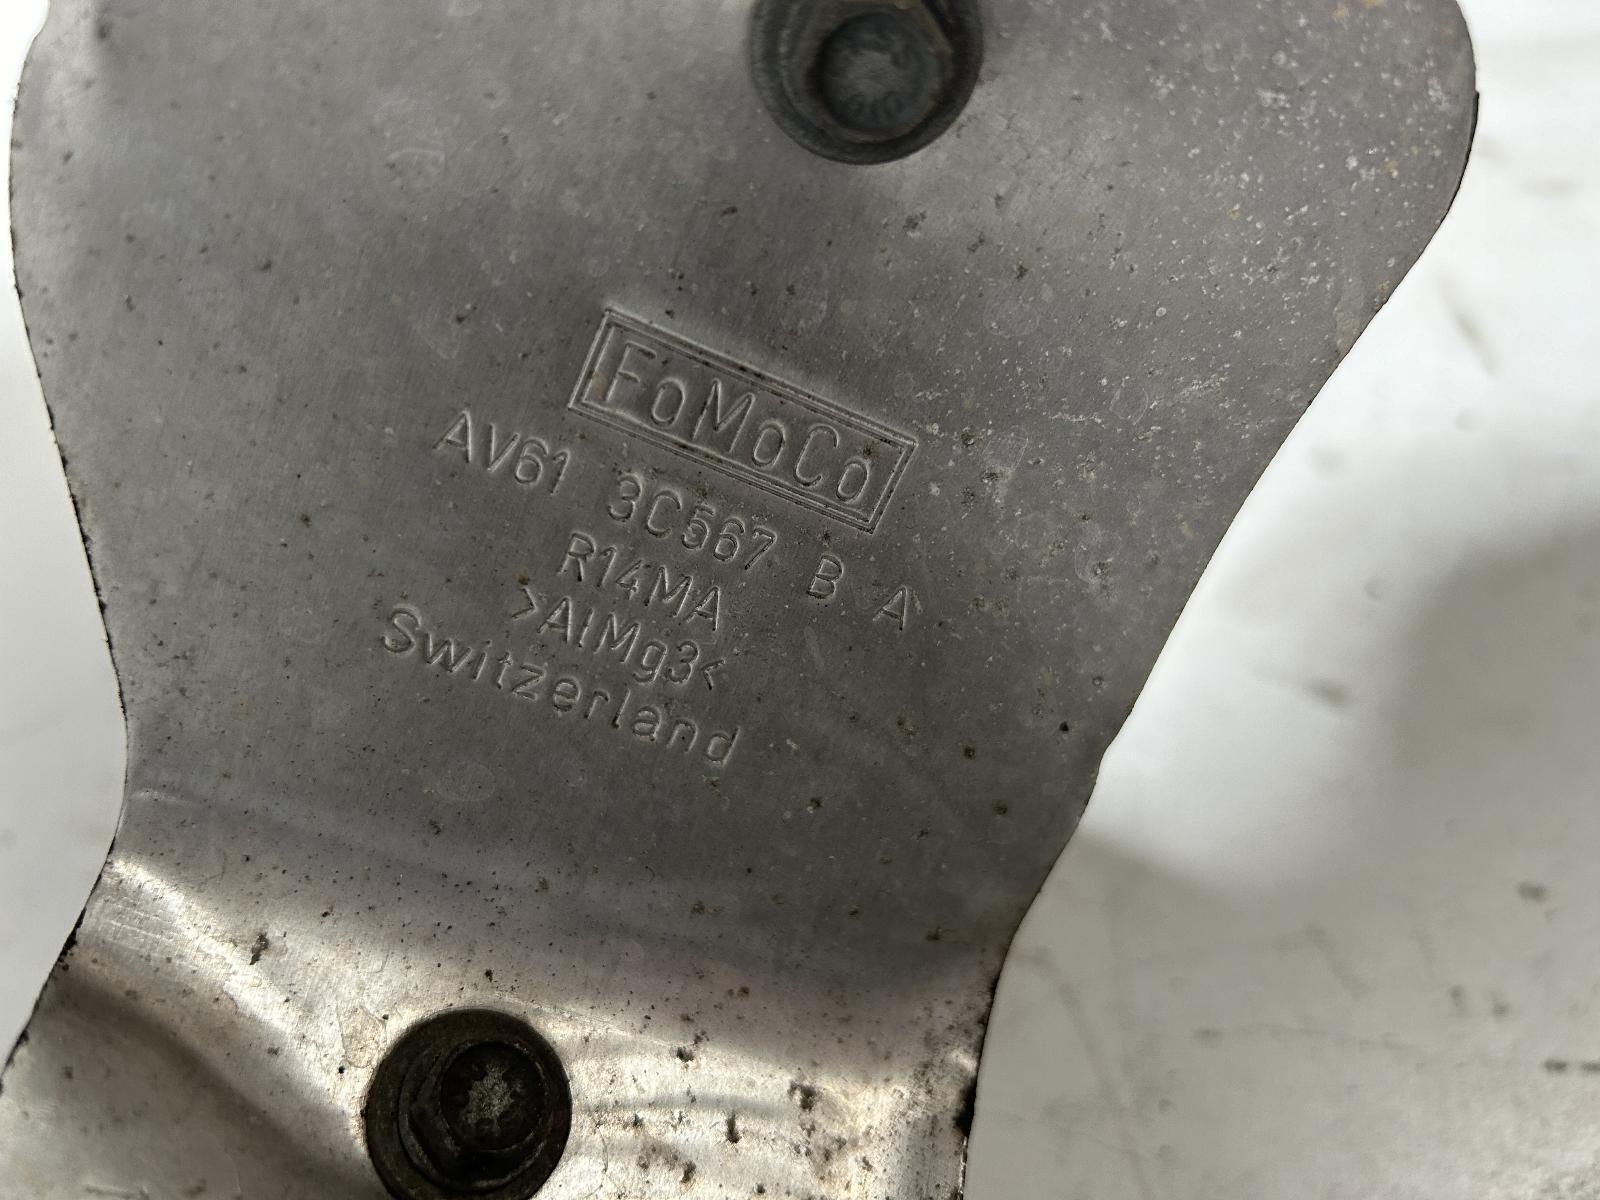 FoMoCo
AV61 3C567 B A
R14MA
>AlMg3<
Switzerland